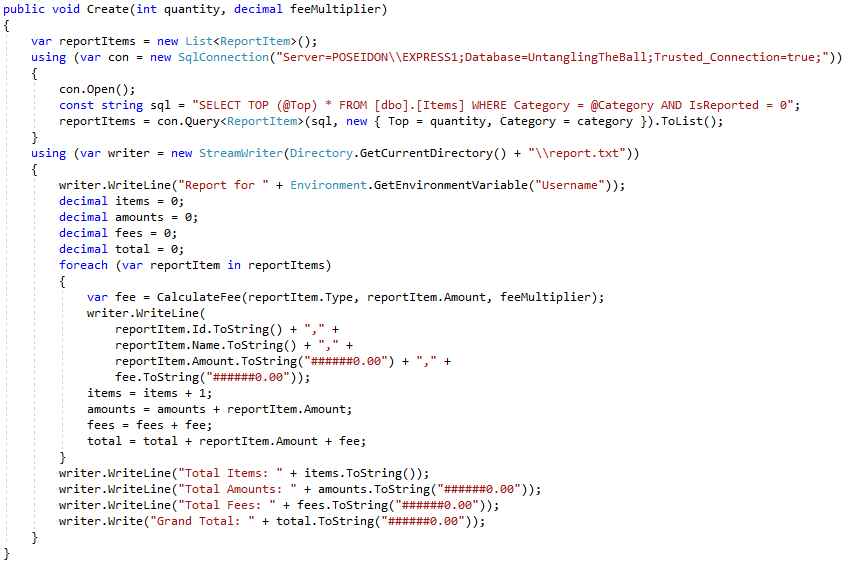 public void Create(int quantity, decimal feeMultiplier)
{
    var reportItems = new List<ReportItem>();
    using (var con = new SqlConnection("Server=POSEIDON\\EXPRESS1;Database=UntanglingTheBall;Trusted_Connection=true;"))
    {
        con.Open();
        const string sql = "SELECT TOP (@Top) * FROM [dbo].[Items] WHERE Category = @Category AND IsReported = 0";
        reportItems = con.Query<ReportItem>(sql, new { Top = quantity, Category = category }).ToList();
    }
    using (var writer = new StreamWriter(Directory.GetCurrentDirectory() + "\\report.txt"))
    {
        writer.WriteLine("Report for " + Environment.GetEnvironmentVariable("Username"));
        decimal items = 0;
        decimal amounts = 0;
        decimal fees = 0;
        decimal total = 0;
        foreach (var reportItem in reportItems)
        {
            var fee = CalculateFee(reportItem.Type, reportItem.Amount, feeMultiplier);
            writer.WriteLine(
                reportItem.Id.ToString() + "," +
                reportItem.Name.ToString() + "," +
                reportItem.Amount.ToString("######0.00") + "," +
                fee.ToString("######0.00"));
            items = items + 1;
            amounts = amounts + reportItem.Amount;
            fees = fees + fee;
            total = total + reportItem.Amount + fee;
        }
        writer.WriteLine("Total Items: " + items.ToString());
        writer.WriteLine("Total Amounts: " + amounts.ToString("######0.00"));
        writer.WriteLine("Total Fees: " + fees.ToString("######0.00"));
        writer.Write("Grand Total: " + total.ToString("######0.00"));
    }
}